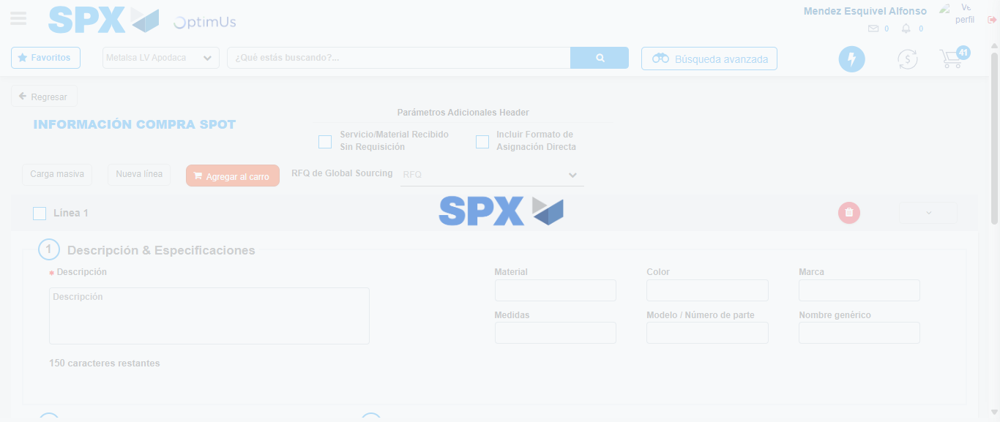 SPX OptimUs
Mendez Esquivel Alfonso
perfil
0 0
Favoritos
Metalsa LV Apodaca
¿Qué estás buscando?...
Búsqueda avanzada
$
41
Regresar
INFORMACIÓN COMPRA SPOT
Parámetros Adicionales Header
Servicio/Material Recibido
Sin Requisición
Incluir Formato de
Asignación Directa
Carga masiva
Nueva línea
Agregar al carro
RFQ de Global Sourcing
RFQ
SPX
Linea 1
1 Descripción & Especificaciones
* Descripción
Descripción
150 caracteres restantes
Material
Color
Marca
Medidas
Modelo / Número de parte
Nombre genérico